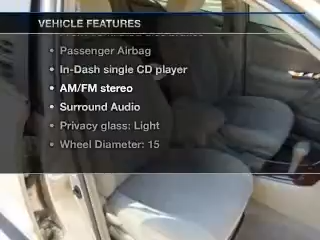 VEHICLE FEATURES
• Passenger Airbag
• In-Dash single CD player
• AM/FM stereo
• Surround Audio
• Privacy glass: Light
• Wheel Diameter: 15